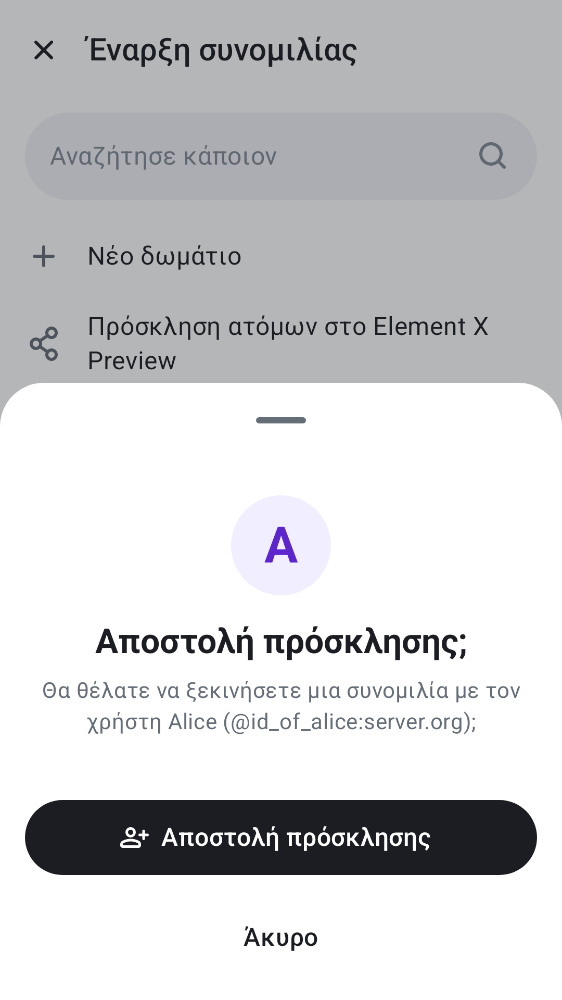 Έναρξη συνομιλίας
Αναζήτησε κάποιον
Νέο δωμάτιο
Πρόσκληση ατόμων στο Element X
Preview
A
Αποστολή πρόσκλησης;
Θα θέλατε να ξεκινήσετε μια συνομιλία με τον
χρήστη Alice (@id_of_alice:server.org);
Αποστολή πρόσκλησης
Άκυρο